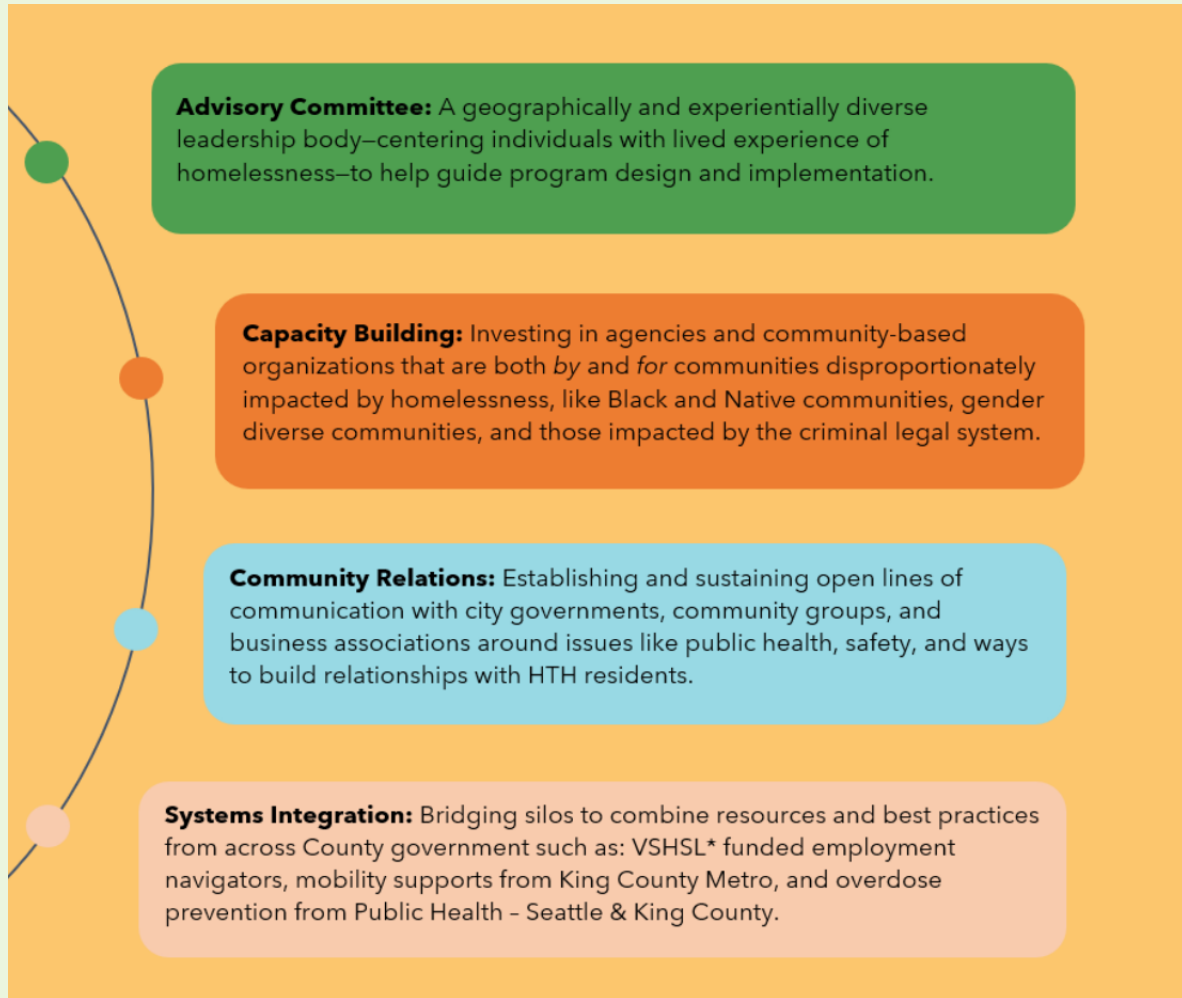 Advisory Committee: A geographically and experientially diverse
leadership body—centering individuals with lived experience of
homelessness—to help guide program design and implementation.
Capacity Building: Investing in agencies and community-based
organizations that are both by and for communities disproportionately
impacted by homelessness, like Black and Native communities, gender
diverse communities, and those impacted by the criminal legal system.
Community Relations: Establishing and sustaining open lines of
communication with city governments, community groups, and
business associations around issues like public health, safety, and ways
to build relationships with HTH residents.
Systems Integration: Bridging silos to combine resources and best practices
from across County government such as: VSHSL* funded employment
navigators, mobility supports from King County Metro, and overdose
prevention from Public Health – Seattle & King County.